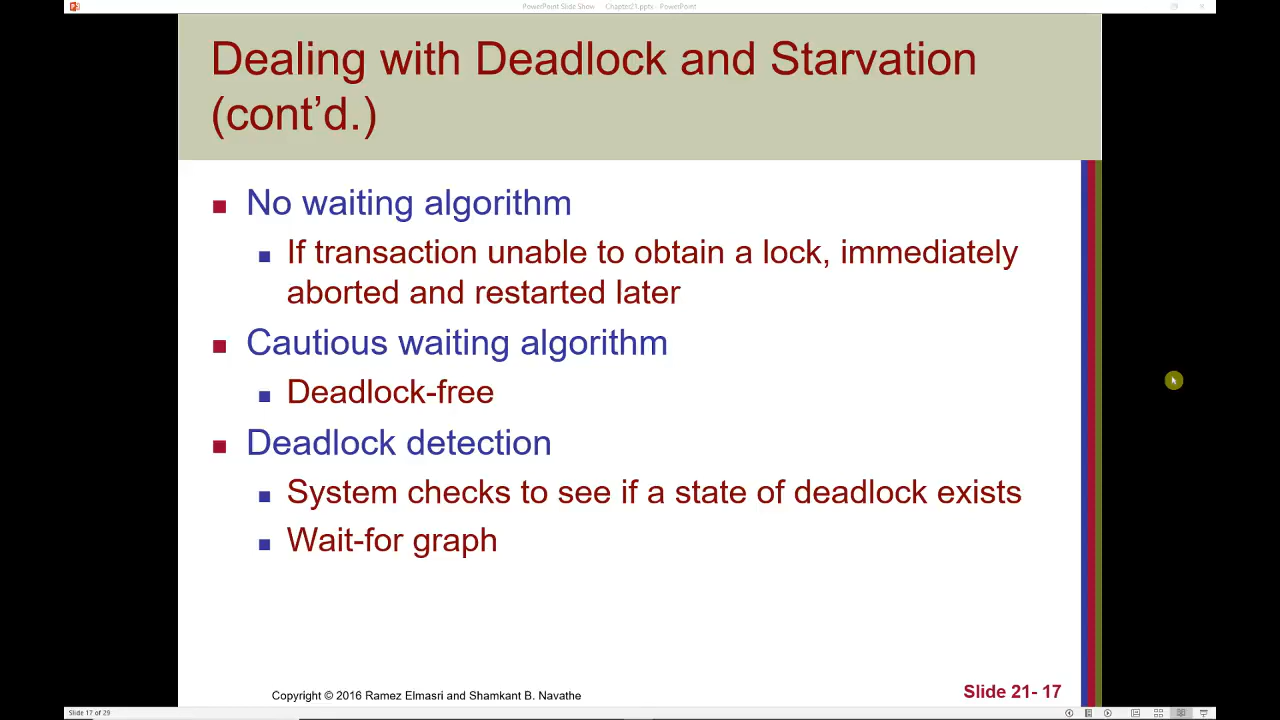 PowerPoint Slide Show - Chapter21.pptx - PowerPoint
Dealing with Deadlock and Starvation
(cont’d.)
No waiting algorithm
If transaction unable to obtain a lock, immediately
aborted and restarted later
Cautious waiting algorithm
Deadlock-free
Deadlock detection
System checks to see if a state of deadlock exists
Wait-for graph
Copyright © 2016 Ramez Elmasri and Shamkant B. Navathe
Slide 21- 17
Slide 17 of 29